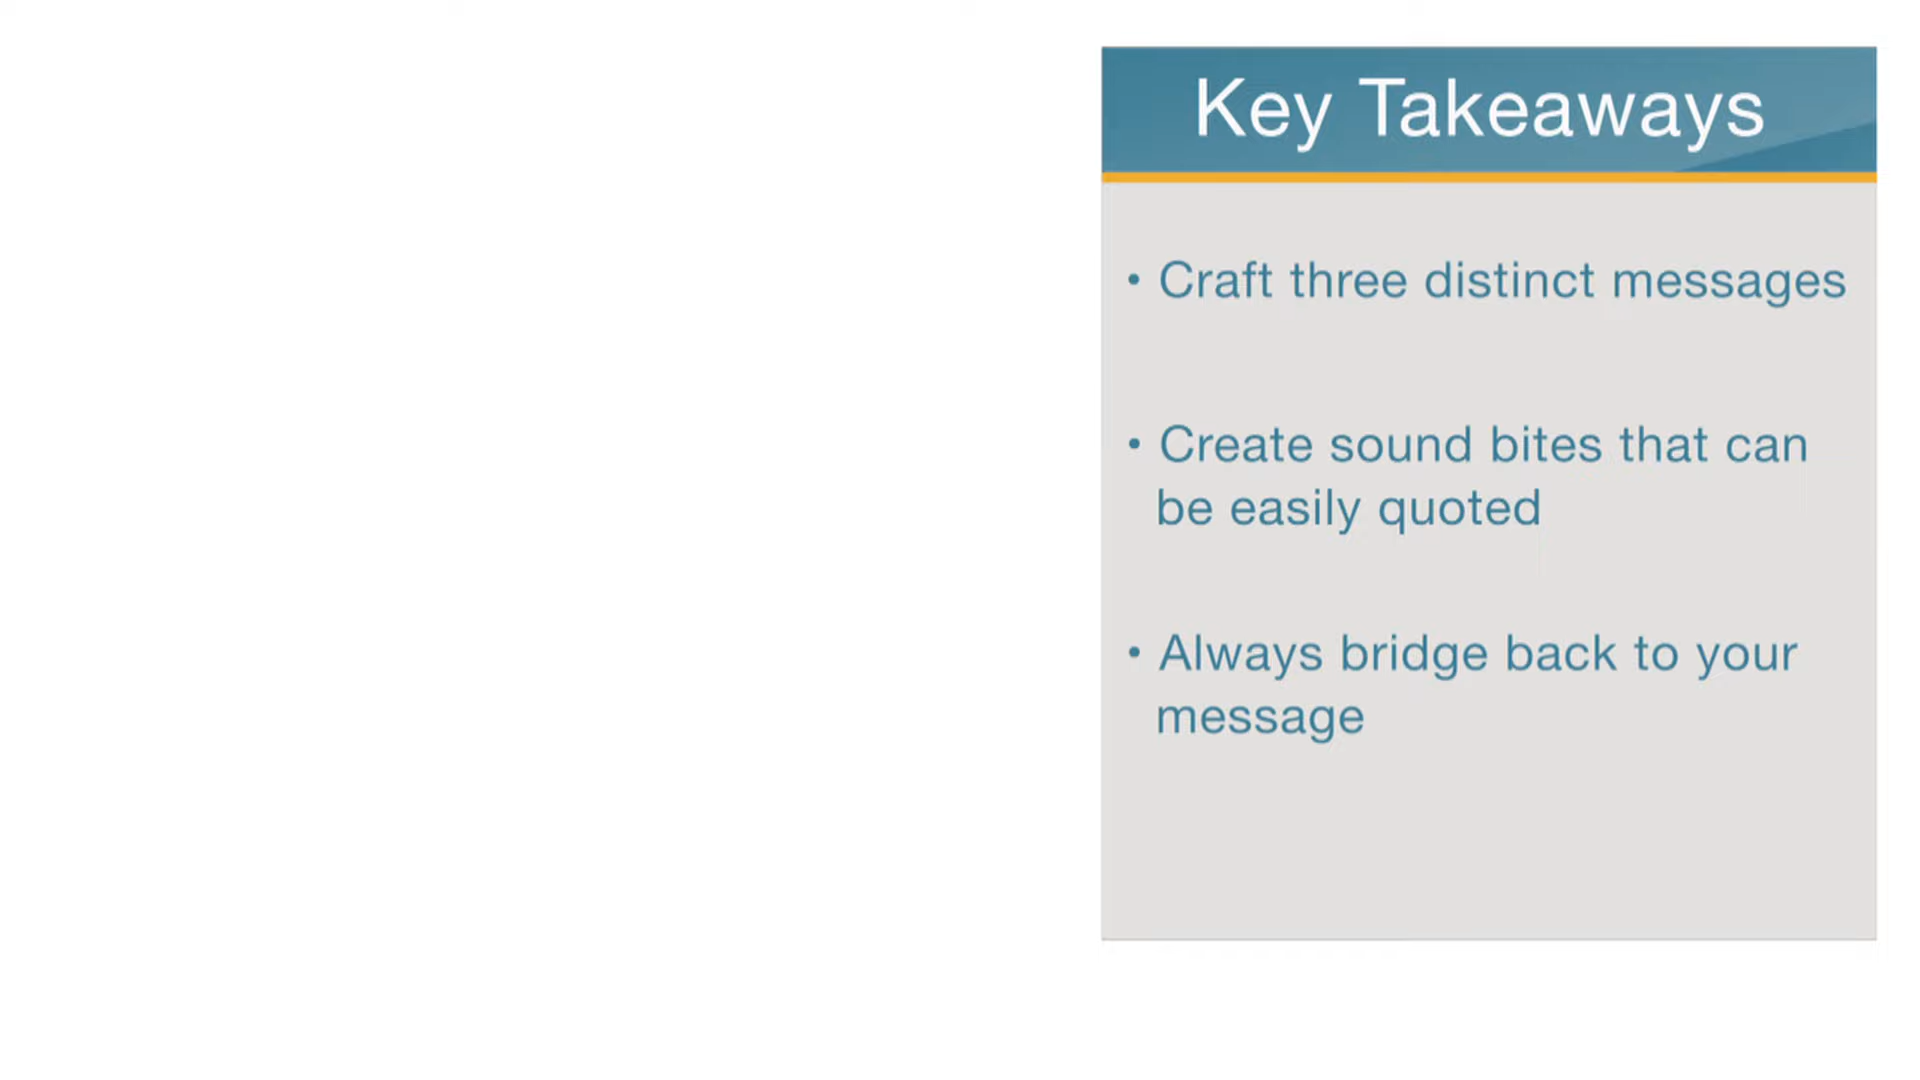 Key Takeaways
• Craft three distinct messages
• Create sound bites that can
be easily quoted
• Always bridge back to your
message